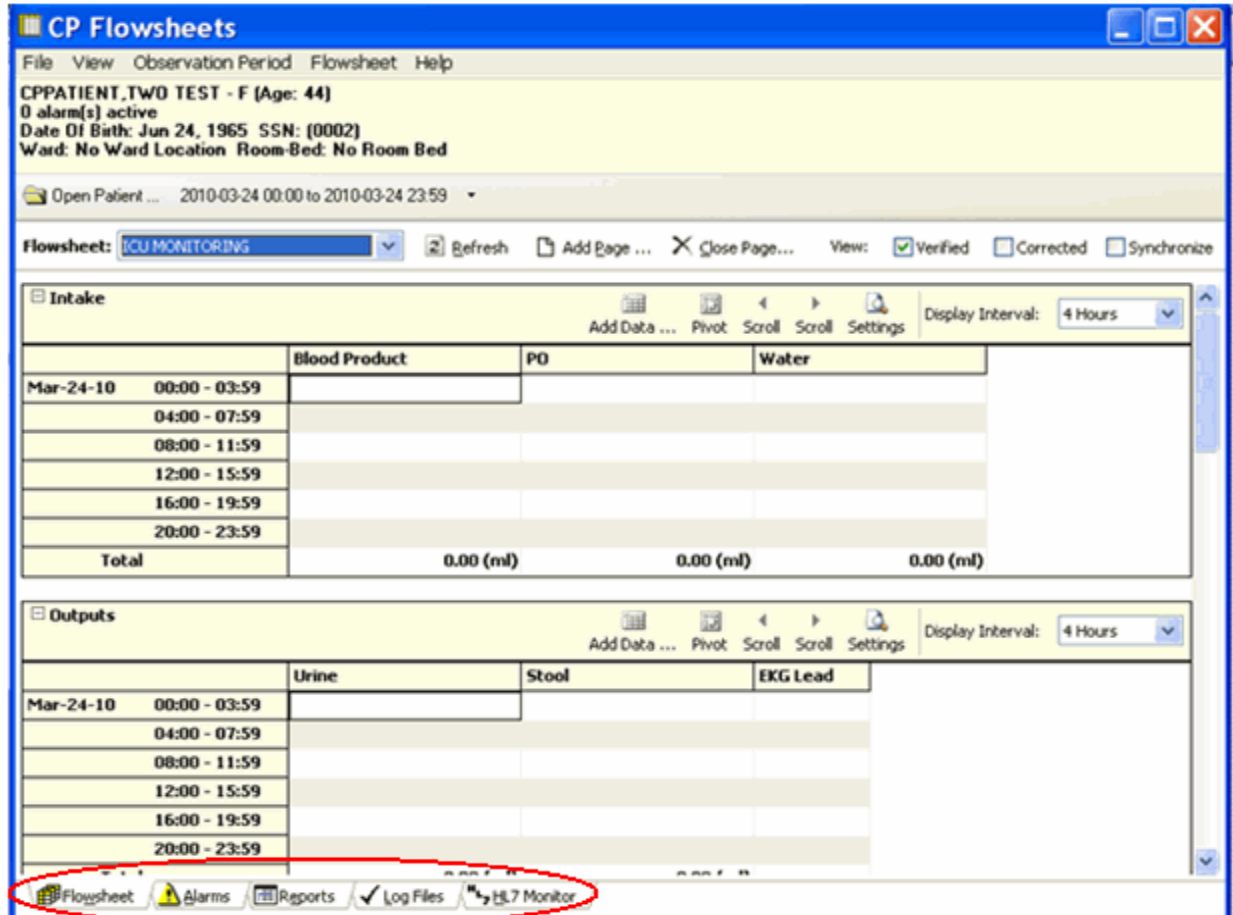 CP Flowsheets
File View Observation Period Flowsheet Help
CPPATIENT,TWO TEST - F (Age: 44)
0 alarm(s) active
Date Of Birth: Jun 24, 1965 SSN: (0002)
Ward: No Ward Location Room-Bed: No Room Bed
Open Patient ... 2010-03-24 00:00 to 2010-03-24 23:59
Flowsheet: ICU MONITORING Refresh Add Page ... Close Page... View: Verified Corrected Synchronize
Intake Add Data ... Pivot Scroll Scroll Settings Display Interval: 4 Hours
Blood Product PO Water
Mar-24-10 00:00 - 03:59
04:00 - 07:59
08:00 - 11:59
12:00 - 15:59
16:00 - 19:59
20:00 - 23:59
Total 0.00 (ml) 0.00 (ml) 0.00 (ml)
Outputs Add Data ... Pivot Scroll Scroll Settings Display Interval: 4 Hours
Urine Stool EKG Lead
Mar-24-10 00:00 - 03:59
04:00 - 07:59
08:00 - 11:59
12:00 - 15:59
16:00 - 19:59
20:00 - 23:59
Flowsheet Alarms Reports Log Files HL7 Monitor